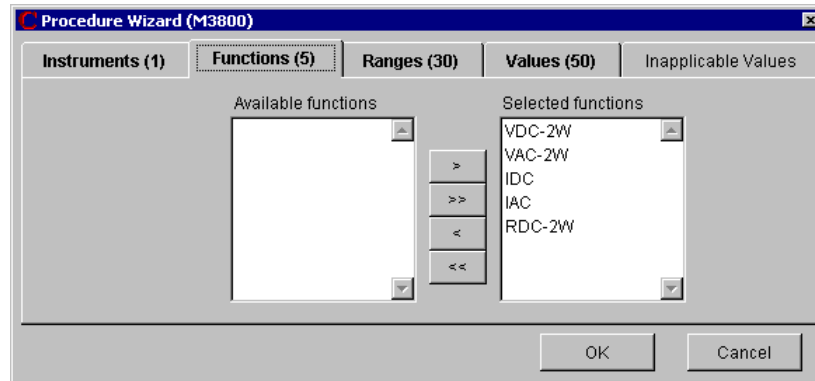 Procedure Wizard (M3800)
Instruments (1)
Functions (5)
Ranges (30)
Values (50)
Inapplicable Values
Available functions
Selected functions
VDC-2W
VAC-2W
IDC
IAC
RDC-2W
>
>>
<
<<
OK
Cancel